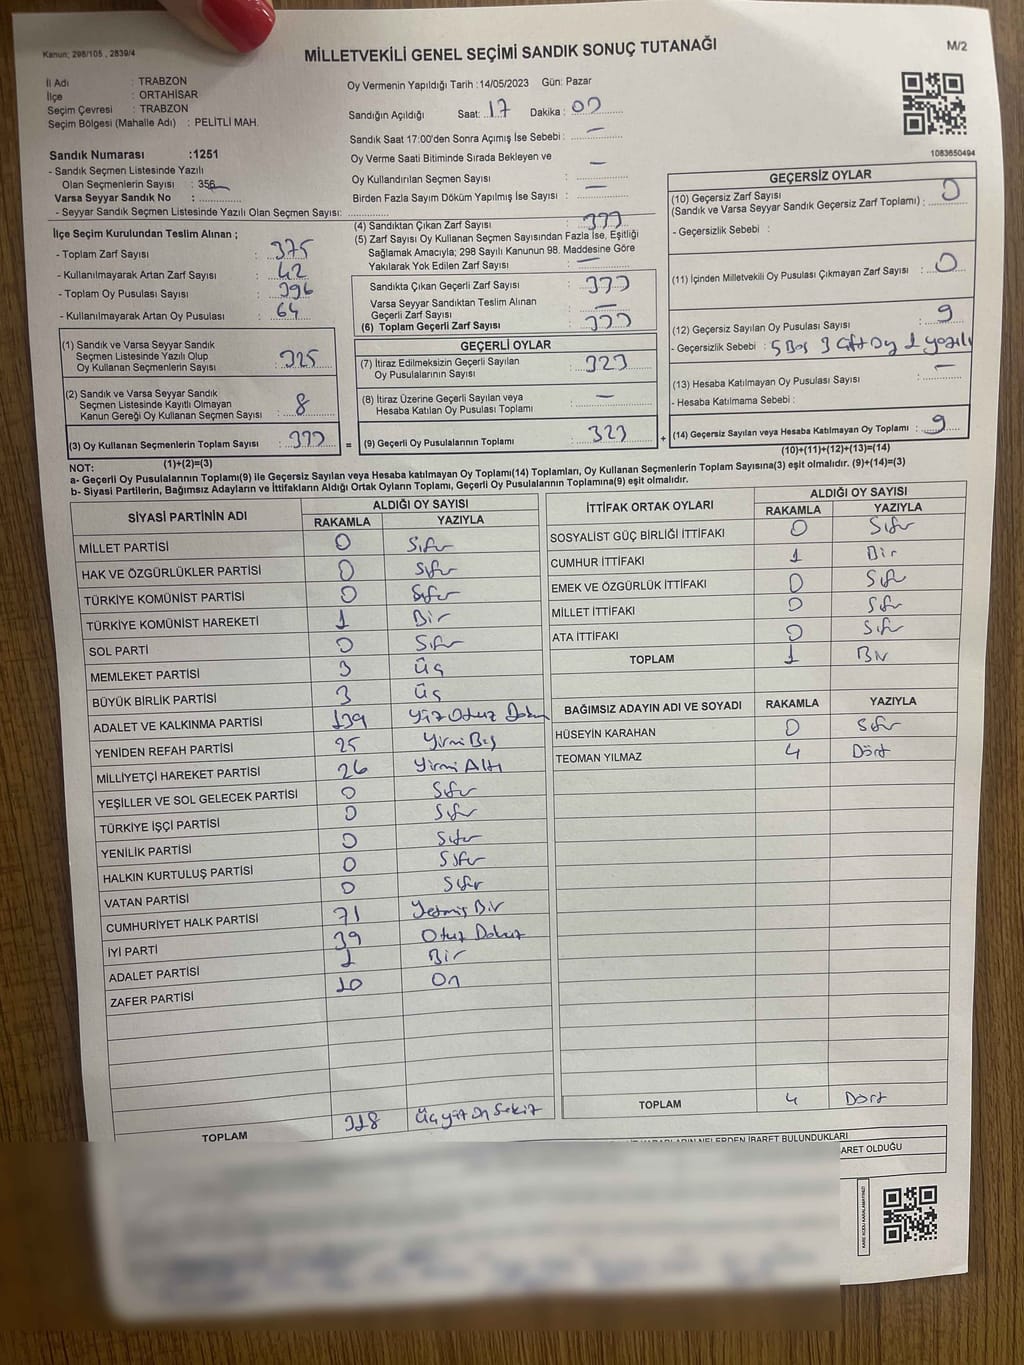 Kanun; 298/105 , 2839/4
MİLLETVEKİLİ GENEL SEÇİMİ SANDIK SONUÇ TUTANAĞI
M/2
İl Adı : TRABZON
İlçe : ORTAHİSAR
Seçim Çevresi : TRABZON
Seçim Bölgesi (Mahalle Adı) : PELİTLİ MAH.
Sandık Numarası :1251
- Sandık Seçmen Listesinde Yazılı
Olan Seçmenlerin Sayısı : 356
Varsa Seyyar Sandık No :
- Seyyar Sandık Seçmen Listesinde Yazılı Olan Seçmen Sayısı:
Oy Vermenin Yapıldığı Tarih :14/05/2023 Gün: Pazar
Sandığın Açıldığı Saat: 17 Dakika : 00
Sandık Saat 17:00'den Sonra Açımış İse Sebebi : —
Oy Verme Saati Bitiminde Sırada Bekleyen ve
Oy Kullandırılan Seçmen Sayısı : —
Birden Fazla Sayım Döküm Yapılmış İse Sayısı : —
1083650494
İlçe Seçim Kurulundan Teslim Alınan ;
- Toplam Zarf Sayısı : 375
- Kullanılmayarak Artan Zarf Sayısı : 42
- Toplam Oy Pusulası Sayısı : 396
- Kullanılmayarak Artan Oy Pusulası : 64
(1) Sandık ve Varsa Seyyar Sandık
Seçmen Listesinde Yazılı Olup
Oy Kullanan Seçmenlerin Sayısı : 325
(2) Sandık ve Varsa Seyyar Sandık
Seçmen Listesinde Kayıtlı Olmayan
Kanun Gereği Oy Kullanan Seçmen Sayısı : 8
(3) Oy Kullanan Seçmenlerin Toplam Sayısı : 333
(1)+(2)=(3)
(4) Sandıktan Çıkan Zarf Sayısı : 333
(5) Zarf Sayısı Oy Kullanan Seçmen Sayısından Fazla İse, Eşitliği
Sağlamak Amacıyla; 298 Sayılı Kanunun 98. Maddesine Göre
Yakılarak Yok Edilen Zarf Sayısı : —
Sandıkta Çıkan Geçerli Zarf Sayısı : 333
Varsa Seyyar Sandıktan Teslim Alınan
Geçerli Zarf Sayısı : —
(6) Toplam Geçerli Zarf Sayısı : 333
GEÇERLİ OYLAR
(7) İtiraz Edilmeksizin Geçerli Sayılan
Oy Pusulalarının Sayısı : 323
(8) İtiraz Üzerine Geçerli Sayılan veya
Hesaba Katılan Oy Pusulası Toplamı : —
= (9) Geçerli Oy Pusulalarının Toplamı : 323 +
GEÇERSİZ OYLAR
(10) Geçersiz Zarf Sayısı
(Sandık ve Varsa Seyyar Sandık Geçersiz Zarf Toplamı) : 0
- Geçersizlik Sebebi :
(11) İçinden Milletvekili Oy Pusulası Çıkmayan Zarf Sayısı : 0
(12) Geçersiz Sayılan Oy Pusulası Sayısı : 9
- Geçersizlik Sebebi : 5 Boş 3 Çift Oy 1 yazılı
(13) Hesaba Katılmayan Oy Pusulası Sayısı : —
- Hesaba Katılmama Sebebi :
(14) Geçersiz Sayılan veya Hesaba Katılmayan Oy Toplamı : 9
(10)+(11)+(12)+(13)=(14)
NOT:
a- Geçerli Oy Pusulalarının Toplamı(9) ile Geçersiz Sayılan veya Hesaba katılmayan Oy Toplamı(14) Toplamları, Oy Kullanan Seçmenlerin Toplam Sayısına(3) eşit olmalıdır. (9)+(14)=(3)
b- Siyasi Partilerin, Bağımsız Adayların ve İttifakların Aldığı Ortak Oyların Toplamı, Geçerli Oy Pusulalarının Toplamına(9) eşit olmalıdır.
SİYASİ PARTİNİN ADI ALDIĞI OY SAYISI
RAKAMLA YAZIYLA
MİLLET PARTİSİ 0 Sıfır
HAK VE ÖZGÜRLÜKLER PARTİSİ 0 Sıfır
TÜRKİYE KOMÜNİST PARTİSİ 0 Sıfır
TÜRKİYE KOMÜNİST HAREKETİ 1 Bir
SOL PARTİ 0 Sıfır
MEMLEKET PARTİSİ 3 Üç
BÜYÜK BİRLİK PARTİSİ 3 Üç
ADALET VE KALKINMA PARTİSİ 139 Yüz Otuz Dokuz
YENİDEN REFAH PARTİSİ 25 Yirmi Beş
MİLLİYETÇİ HAREKET PARTİSİ 26 Yirmi Altı
YEŞİLLER VE SOL GELECEK PARTİSİ 0 Sıfır
TÜRKİYE İŞÇİ PARTİSİ 0 Sıfır
YENİLİK PARTİSİ 0 Sıfır
HALKIN KURTULUŞ PARTİSİ 0 Sıfır
VATAN PARTİSİ 0 Sıfır
CUMHURİYET HALK PARTİSİ 71 Yetmiş Bir
İYİ PARTİ 39 Otuz Dokuz
ADALET PARTİSİ 1 Bir
ZAFER PARTİSİ 10 On
TOPLAM 318 Üçyüz On Sekiz
İTTİFAK ORTAK OYLARI ALDIĞI OY SAYISI
RAKAMLA YAZIYLA
SOSYALİST GÜÇ BİRLİĞİ İTTİFAKI 0 Sıfır
CUMHUR İTTİFAKI 1 Bir
EMEK VE ÖZGÜRLÜK İTTİFAKI 0 Sıfır
MİLLET İTTİFAKI 0 Sıfır
ATA İTTİFAKI 0 Sıfır
TOPLAM 1 Bir
BAĞIMSIZ ADAYIN ADI VE SOYADI RAKAMLA YAZIYLA
HÜSEYİN KARAHAN 0 Sıfır
TEOMAN YILMAZ 4 Dört
TOPLAM 4 Dört
NELERDEN İBARET BULUNDUKLARI
ARET OLDUĞU
KARE KODU KARALAMAYINIZ!